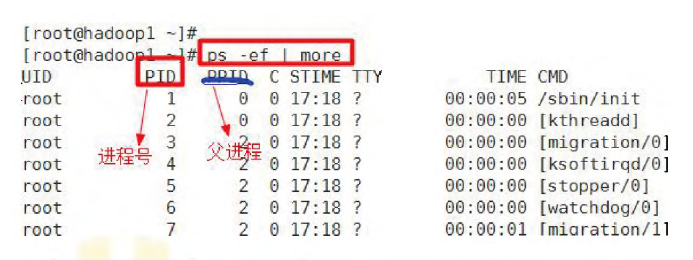 [root@hadoop1 ~]#
[root@hadoop1 ~]# ps -ef | more
UID PID PPID C STIME TTY TIME CMD
root 1 0 0 17:18 ? 00:00:05 /sbin/init
root 2 0 0 17:18 ? 00:00:00 [kthreadd]
root 3 2 0 17:18 ? 00:00:00 [migration/0]
进程号 父进程
root 4 2 0 17:18 ? 00:00:00 [ksoftirqd/0]
root 5 2 0 17:18 ? 00:00:00 [stopper/0]
root 6 2 0 17:18 ? 00:00:00 [watchdog/0]
root 7 2 0 17:18 ? 00:00:01 [migration/1]